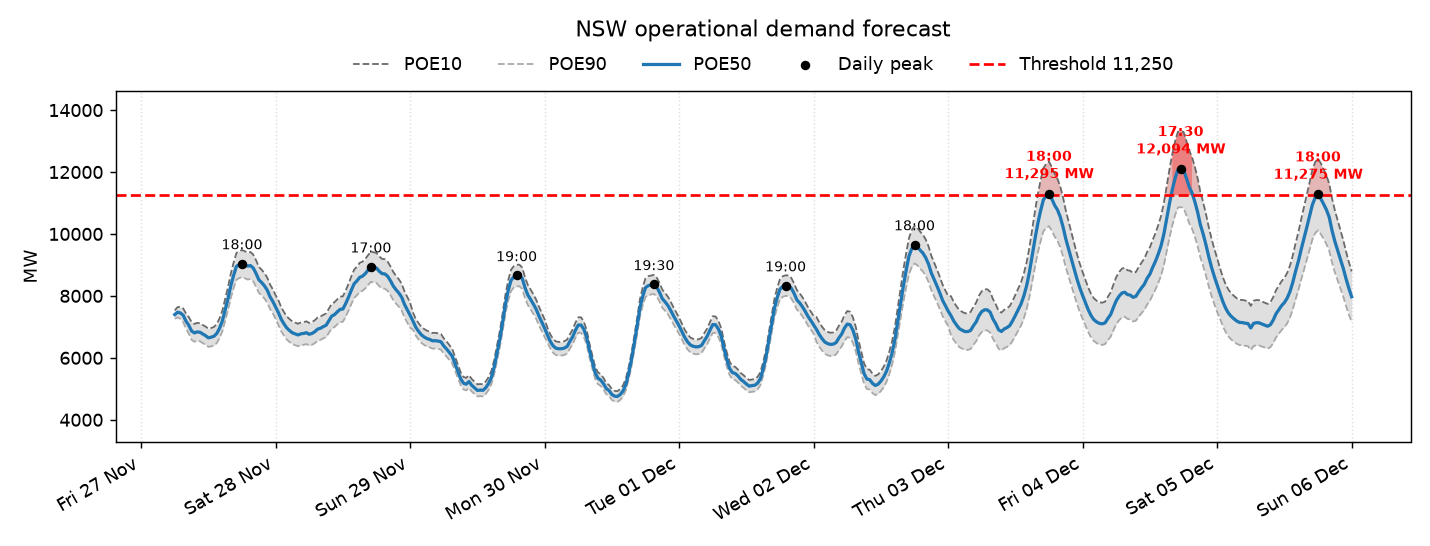 NSW operational demand forecast
POE10 POE90 POE50 Daily peak Threshold 11,250
MW
14000
12000
10000
8000
6000
4000
18:00
17:00
19:00
19:30
19:00
18:00
18:00
11,295 MW
17:30
12,094 MW
18:00
11,275 MW
Fri 27 Nov
Sat 28 Nov
Sun 29 Nov
Mon 30 Nov
Tue 01 Dec
Wed 02 Dec
Thu 03 Dec
Fri 04 Dec
Sat 05 Dec
Sun 06 Dec